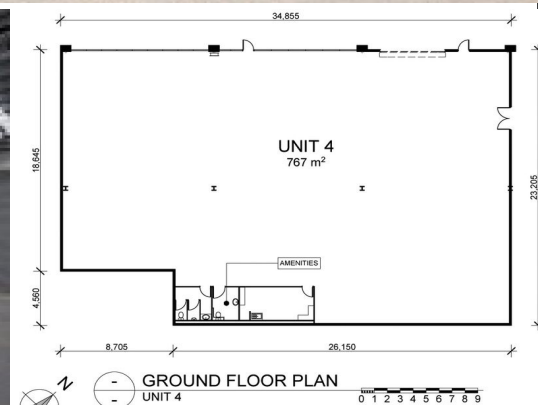 34,855
UNIT 4
767 m²
18,645
23,205
AMENITIES
4,560
8,705
26,150
N
-
-
GROUND FLOOR PLAN
UNIT 4
0 1 2 3 4 5 6 7 8 9